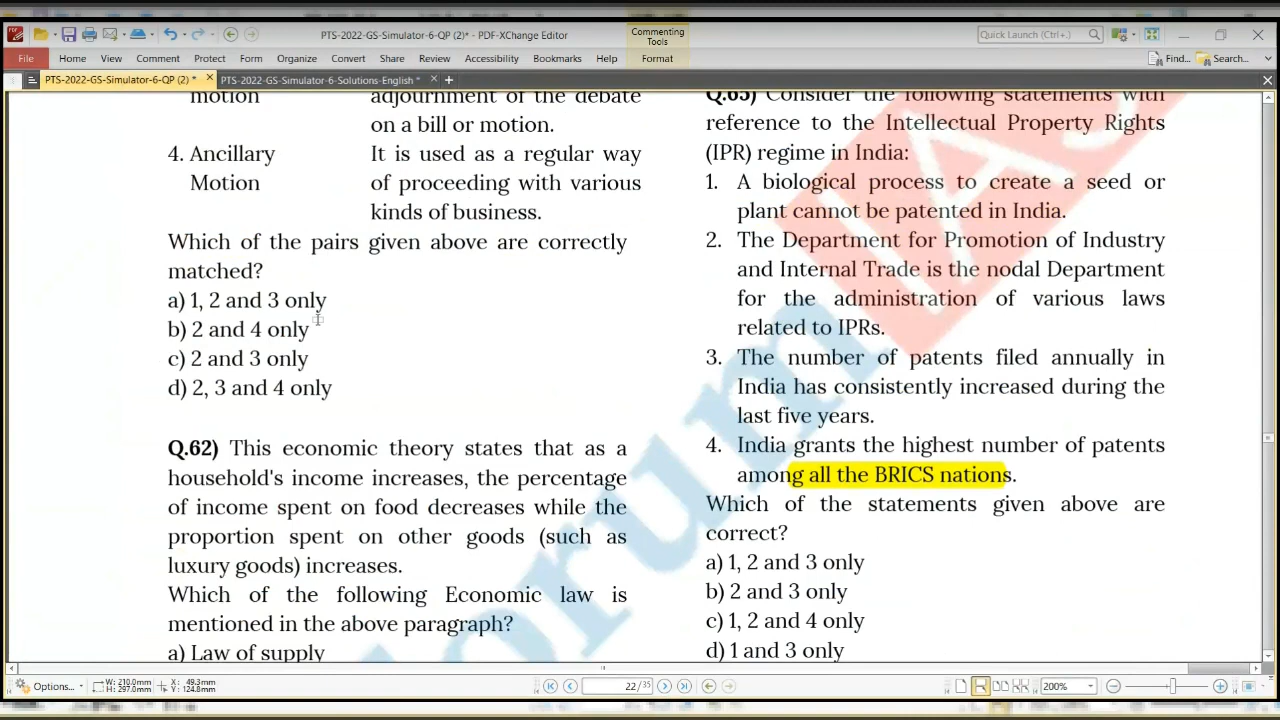 PTS-2022-GS-Simulator-6-QP (2)* - PDF-XChange Editor
Commenting
Tools
Quick Launch (Ctrl+.)
File Home View Comment Protect Form Organize Convert Share Review Accessibility Bookmarks Help Format
Find... Search...
PTS-2022-GS-Simulator-6-QP (2) *
PTS-2022-GS-Simulator-6-Solutions-English *
motion adjournment of the debate
on a bill or motion.
4. Ancillary It is used as a regular way
Motion of proceeding with various
kinds of business.
Which of the pairs given above are correctly
matched?
a) 1, 2 and 3 only
b) 2 and 4 only
c) 2 and 3 only
d) 2, 3 and 4 only
Q.62) This economic theory states that as a
household's income increases, the percentage
of income spent on food decreases while the
proportion spent on other goods (such as
luxury goods) increases.
Which of the following Economic law is
mentioned in the above paragraph?
a) Law of supply
Q.65) Consider the following statements with
reference to the Intellectual Property Rights
(IPR) regime in India:
1. A biological process to create a seed or
plant cannot be patented in India.
2. The Department for Promotion of Industry
and Internal Trade is the nodal Department
for the administration of various laws
related to IPRs.
3. The number of patents filed annually in
India has consistently increased during the
last five years.
4. India grants the highest number of patents
among all the BRICS nations.
Which of the statements given above are
correct?
a) 1, 2 and 3 only
b) 2 and 3 only
c) 1, 2 and 4 only
d) 1 and 3 only
Options...
W: 210.0mm
H: 297.0mm
X: 49.3mm
Y: 124.8mm
22/35
200%